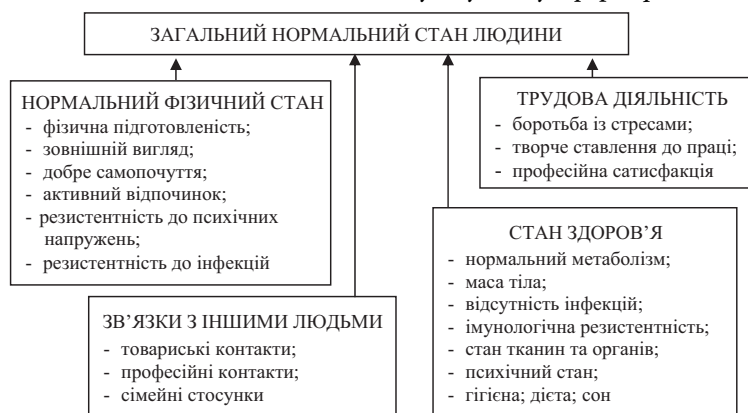 ЗАГАЛЬНИЙ НОРМАЛЬНИЙ СТАН ЛЮДИНИ
НОРМАЛЬНИЙ ФІЗИЧНИЙ СТАН
- фізична підготовленість;
- зовнішній вигляд;
- добре самопочуття;
- активний відпочинок;
- резистентність до психічних
напружень;
- резистентність до інфекцій
ТРУДОВА ДІЯЛЬНІСТЬ
- боротьба із стресами;
- творче ставлення до праці;
- професійна сатисфакція
ЗВ’ЯЗКИ З ІНШИМИ ЛЮДЬМИ
- товариські контакти;
- професійні контакти;
- сімейні стосунки
СТАН ЗДОРОВ’Я
- нормальний метаболізм;
- маса тіла;
- відсутність інфекцій;
- імунологічна резистентність;
- стан тканин та органів;
- психічний стан;
- гігієна; дієта; сон